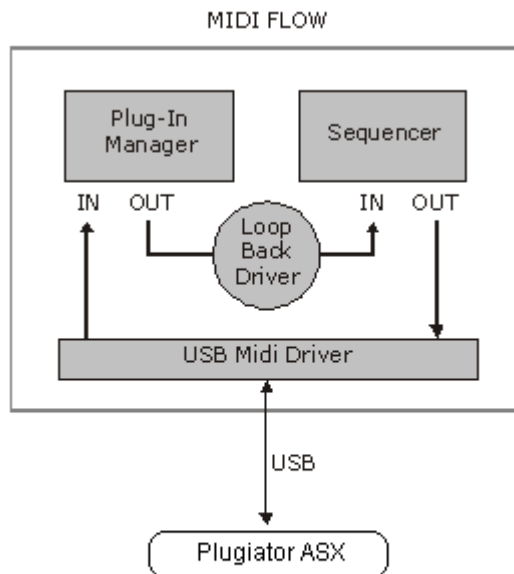 MIDI FLOW
Plug-In
Manager
Sequencer
IN OUT
IN OUT
Loop
Back
Driver
USB Midi Driver
USB
Plugiator ASX